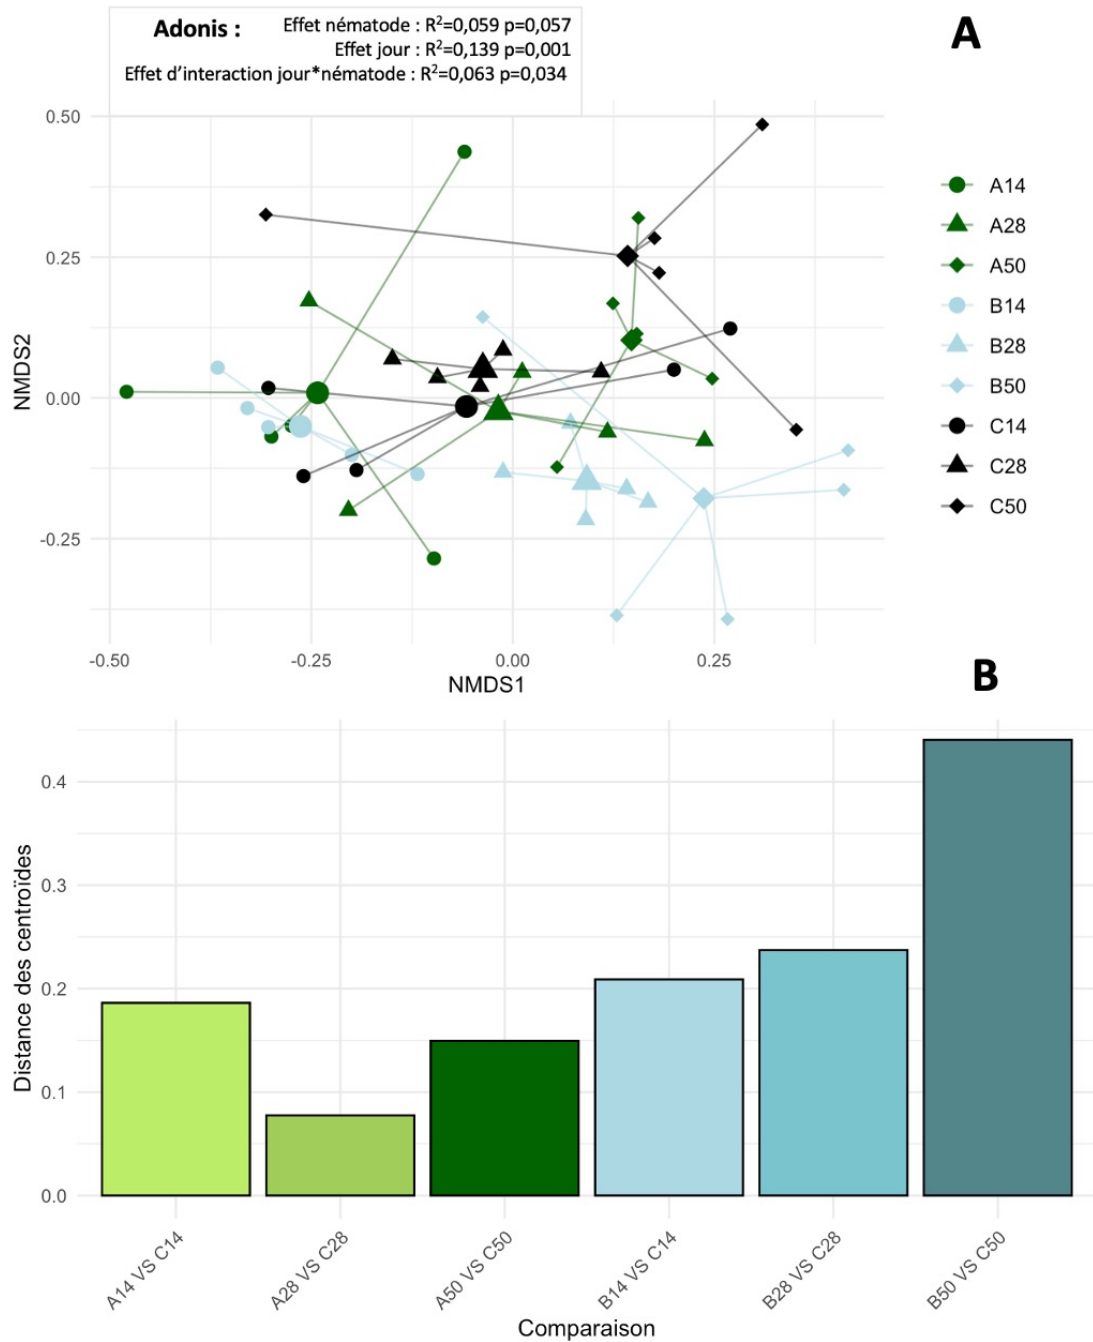 Adonis : Effet nématode : R²=0,059 p=0,057
Effet jour : R²=0,139 p=0,001
Effet d’interaction jour*nématode : R²=0,063 p=0,034
A
0.50
0.25
0.00
-0.25
NMDS2
-0.50 -0.25 0.00 0.25
NMDS1
A14
A28
A50
B14
B28
B50
C14
C28
C50
B
0.4
0.3
0.2
0.1
0.0
Distance des centroïdes
A14 VS C14
A28 VS C28
A50 VS C50
B14 VS C14
B28 VS C28
B50 VS C50
Comparaison